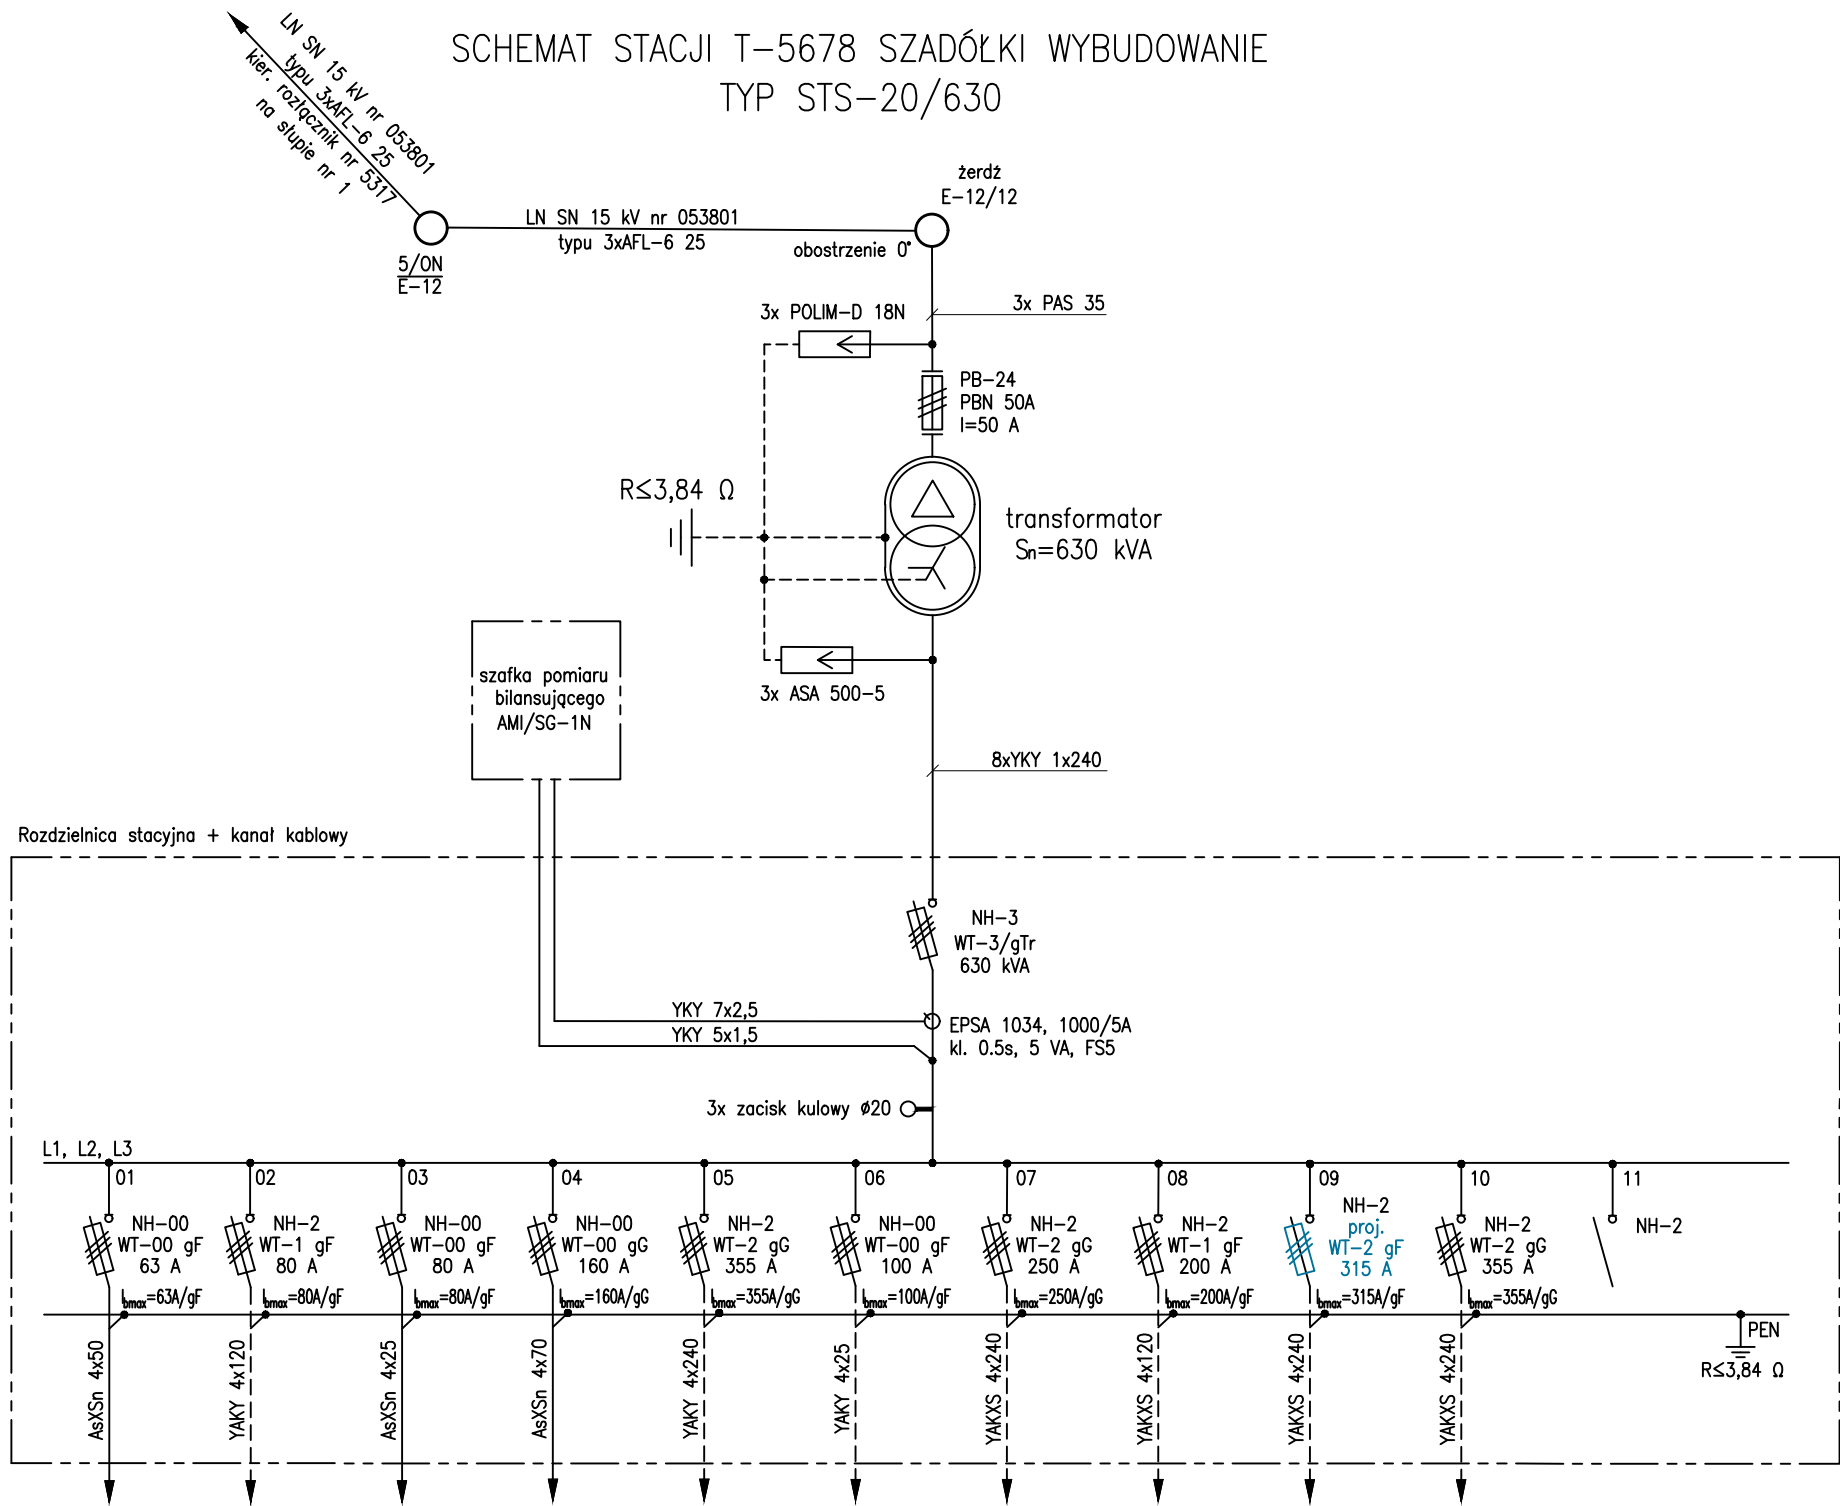 SCHEMAT STACJI T-5678 SZADÓŁKI WYBUDOWANIE
TYP STS-20/630
LN SN 15 kV nr 053801
typu 3xAFL-6 25
kier. rozłącznik nr 5317
na słupie nr 1
żerdź
E-12/12
LN SN 15 kV nr 053801
typu 3xAFL-6 25
obostrzenie 0°
5/ON
E-12
3x POLIM-D 18N
3x PAS 35
PB-24
PBN 50A
I=50 A
R≤3,84 Ω
transformator
Sn=630 kVA
szafka pomiaru
bilansującego
AMI/SG-1N
3x ASA 500-5
8xYKY 1x240
Rozdzielnica stacyjna + kanał kablowy
NH-3
WT-3/gTr
630 kVA
YKY 7x2,5
YKY 5x1,5
EPSA 1034, 1000/5A
kl. 0.5s, 5 VA, FS5
3x zacisk kulowy ø20
L1, L2, L3
01
NH-00
WT-00 gF
63 A
Ibmax=63A/gF
AsXSn 4x50
02
NH-2
WT-1 gF
80 A
Ibmax=80A/gF
YAKY 4x120
03
NH-00
WT-00 gF
80 A
Ibmax=80A/gF
AsXSn 4x25
04
NH-00
WT-00 gG
160 A
Ibmax=160A/gG
AsXSn 4x70
05
NH-2
WT-2 gG
355 A
Ibmax=355A/gG
YAKY 4x240
06
NH-00
WT-00 gF
100 A
Ibmax=100A/gF
YAKY 4x25
07
NH-2
WT-2 gG
250 A
Ibmax=250A/gG
YAKXS 4x240
08
NH-2
WT-1 gF
200 A
Ibmax=200A/gF
YAKXS 4x120
09
NH-2
proj.
WT-2 gF
315 A
Ibmax=315A/gF
YAKXS 4x240
10
NH-2
WT-2 gG
355 A
Ibmax=355A/gG
YAKXS 4x240
11
NH-2
PEN
R≤3,84 Ω